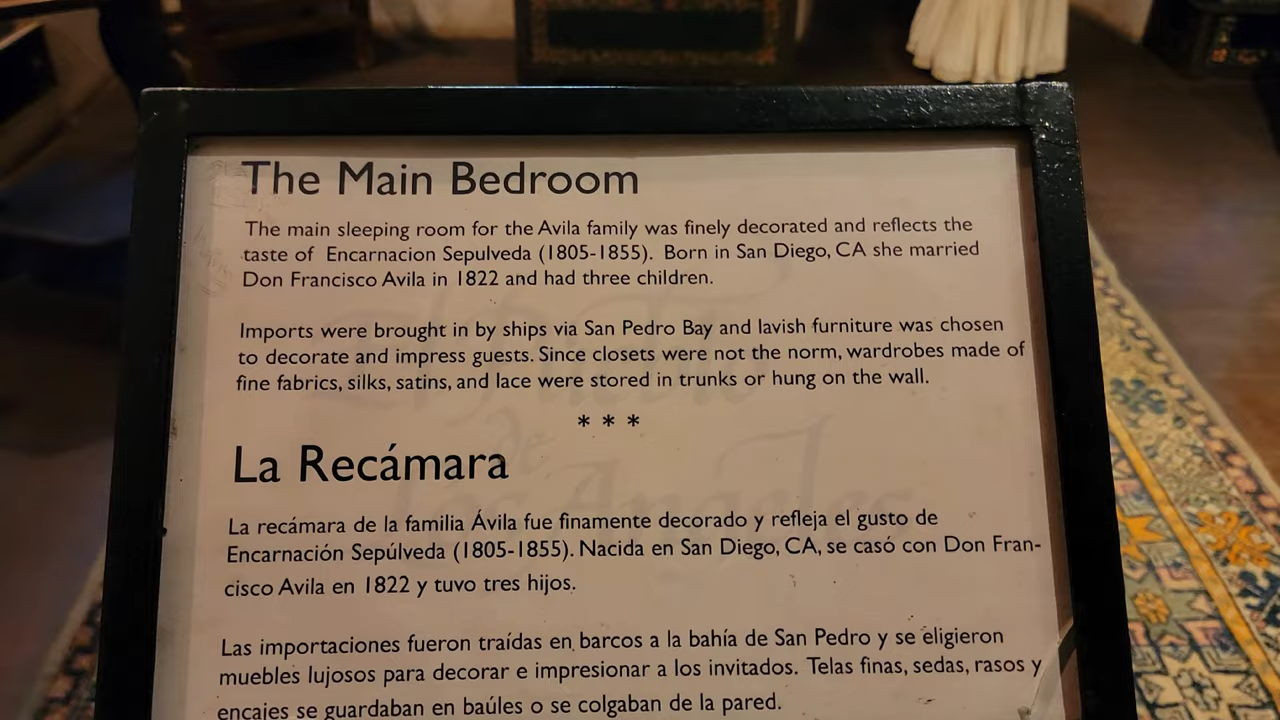 The Main Bedroom
The main sleeping room for the Avila family was finely decorated and reflects the
taste of Encarnacion Sepulveda (1805-1855). Born in San Diego, CA she married
Don Francisco Avila in 1822 and had three children.
Imports were brought in by ships via San Pedro Bay and lavish furniture was chosen
to decorate and impress guests. Since closets were not the norm, wardrobes made of
fine fabrics, silks, satins, and lace were stored in trunks or hung on the wall.
* * *
La Recámara
La recámara de la familia Ávila fue finamente decorado y refleja el gusto de
Encarnación Sepúlveda (1805-1855). Nacida en San Diego, CA, se casó con Don Fran-
cisco Avila en 1822 y tuvo tres hijos.
Las importaciones fueron traídas en barcos a la bahía de San Pedro y se eligieron
muebles lujosos para decorar e impresionar a los invitados. Telas finas, sedas, rasos y
encajes se guardaban en baúles o se colgaban de la pared.
El Pueblo
de
Los Angeles